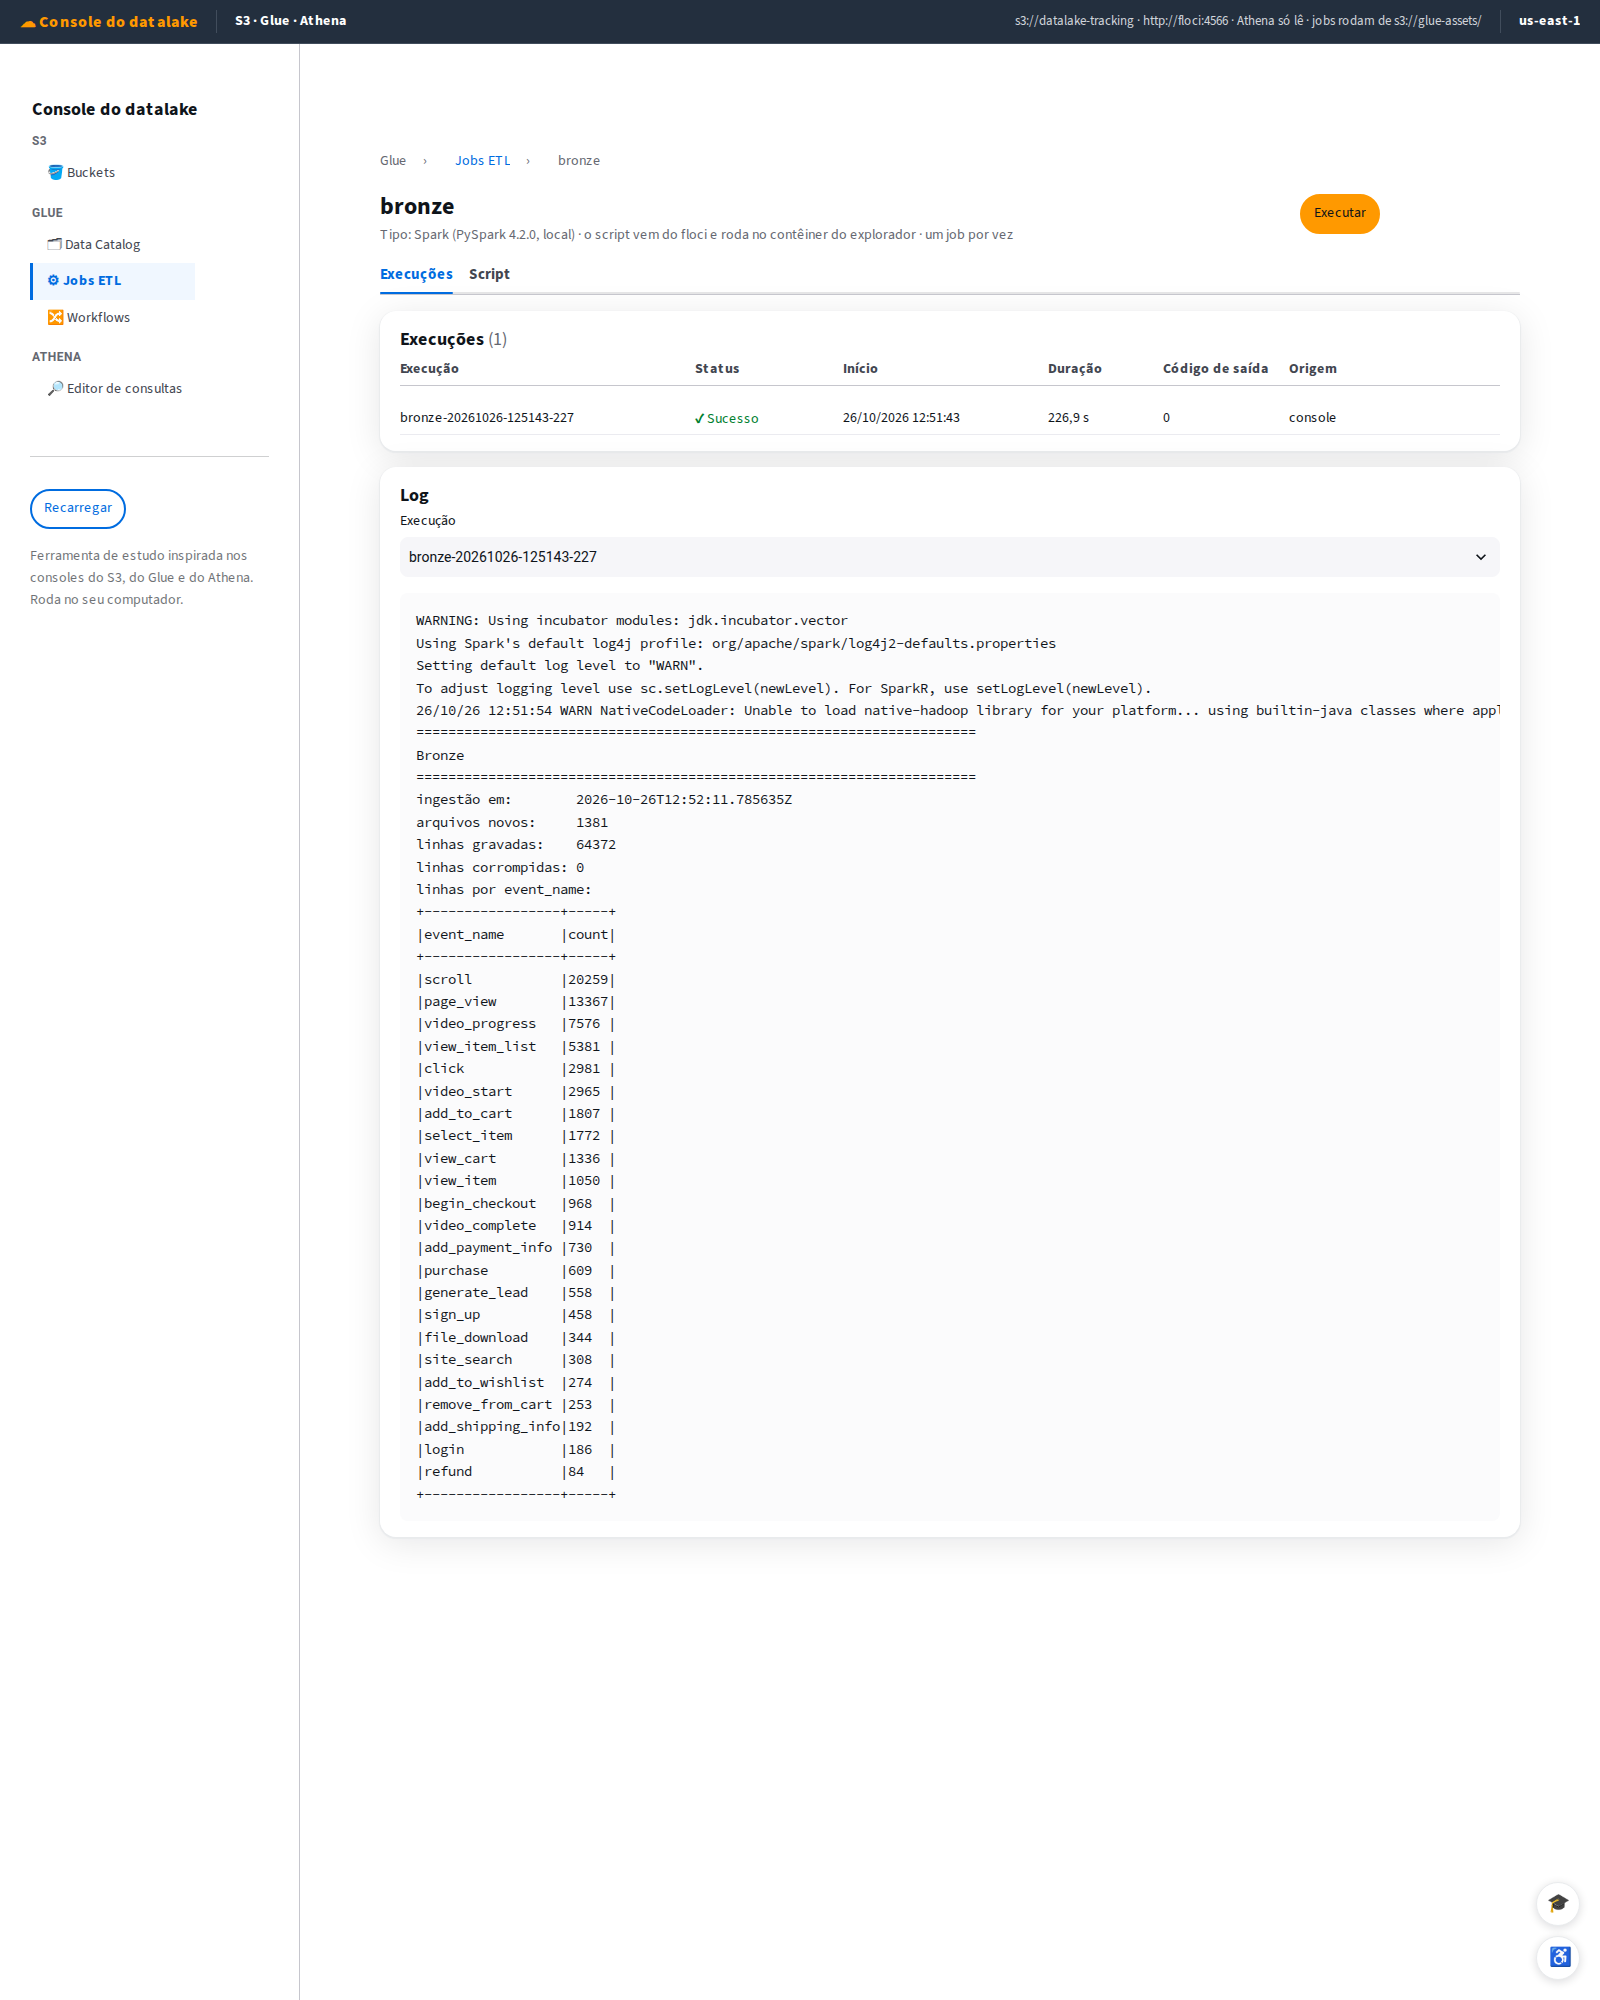 Console do datalake
S3 · Glue · Athena
s3://datalake-tracking · http://floci:4566 · Athena só lê · jobs rodam de s3://glue-assets/
us-east-1
Console do datalake
S3
Buckets
GLUE
Data Catalog
Jobs ETL
Workflows
ATHENA
Editor de consultas
Recarregar
Ferramenta de estudo inspirada nos
consoles do S3, do Glue e do Athena.
Roda no seu computador.
Glue › Jobs ETL › bronze
bronze
Executar
Tipo: Spark (PySpark 4.2.0, local) · o script vem do floci e roda no contêiner do explorador · um job por vez
Execuções Script
Execuções (1)
Execução Status Início Duração Código de saída Origem
bronze-20261026-125143-227 ✓ Sucesso 26/10/2026 12:51:43 226,9 s 0 console
Log
Execução
bronze-20261026-125143-227
WARNING: Using incubator modules: jdk.incubator.vector
Using Spark's default log4j profile: org/apache/spark/log4j2-defaults.properties
Setting default log level to "WARN".
To adjust logging level use sc.setLogLevel(newLevel). For SparkR, use setLogLevel(newLevel).
26/10/26 12:51:54 WARN NativeCodeLoader: Unable to load native-hadoop library for your platform... using builtin-java classes where appl
======================================================================
Bronze
======================================================================
ingestão em:        2026-10-26T12:52:11.785635Z
arquivos novos:     1381
linhas gravadas:    64372
linhas corrompidas: 0
linhas por event_name:
+-----------------+-----+
|event_name       |count|
+-----------------+-----+
|scroll           |20259|
|page_view        |13367|
|video_progress   |7576 |
|view_item_list   |5381 |
|click            |2981 |
|video_start      |2965 |
|add_to_cart      |1807 |
|select_item      |1772 |
|view_cart        |1336 |
|view_item        |1050 |
|begin_checkout   |968  |
|video_complete   |914  |
|add_payment_info |730  |
|purchase         |609  |
|generate_lead    |558  |
|sign_up          |458  |
|file_download    |344  |
|site_search      |308  |
|add_to_wishlist  |274  |
|remove_from_cart |253  |
|add_shipping_info|192  |
|login            |186  |
|refund           |84   |
+-----------------+-----+